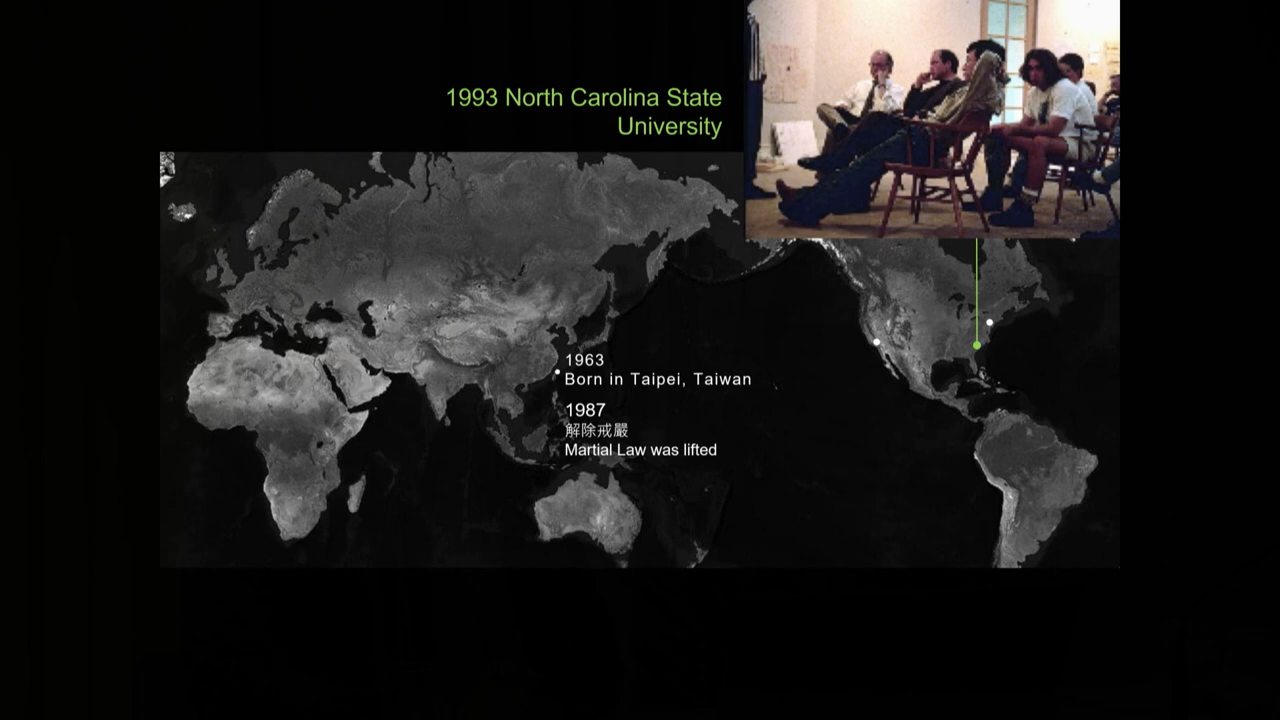 1993 North Carolina State
University
1963
Born in Taipei, Taiwan
1987
解除戒嚴
Martial Law was lifted